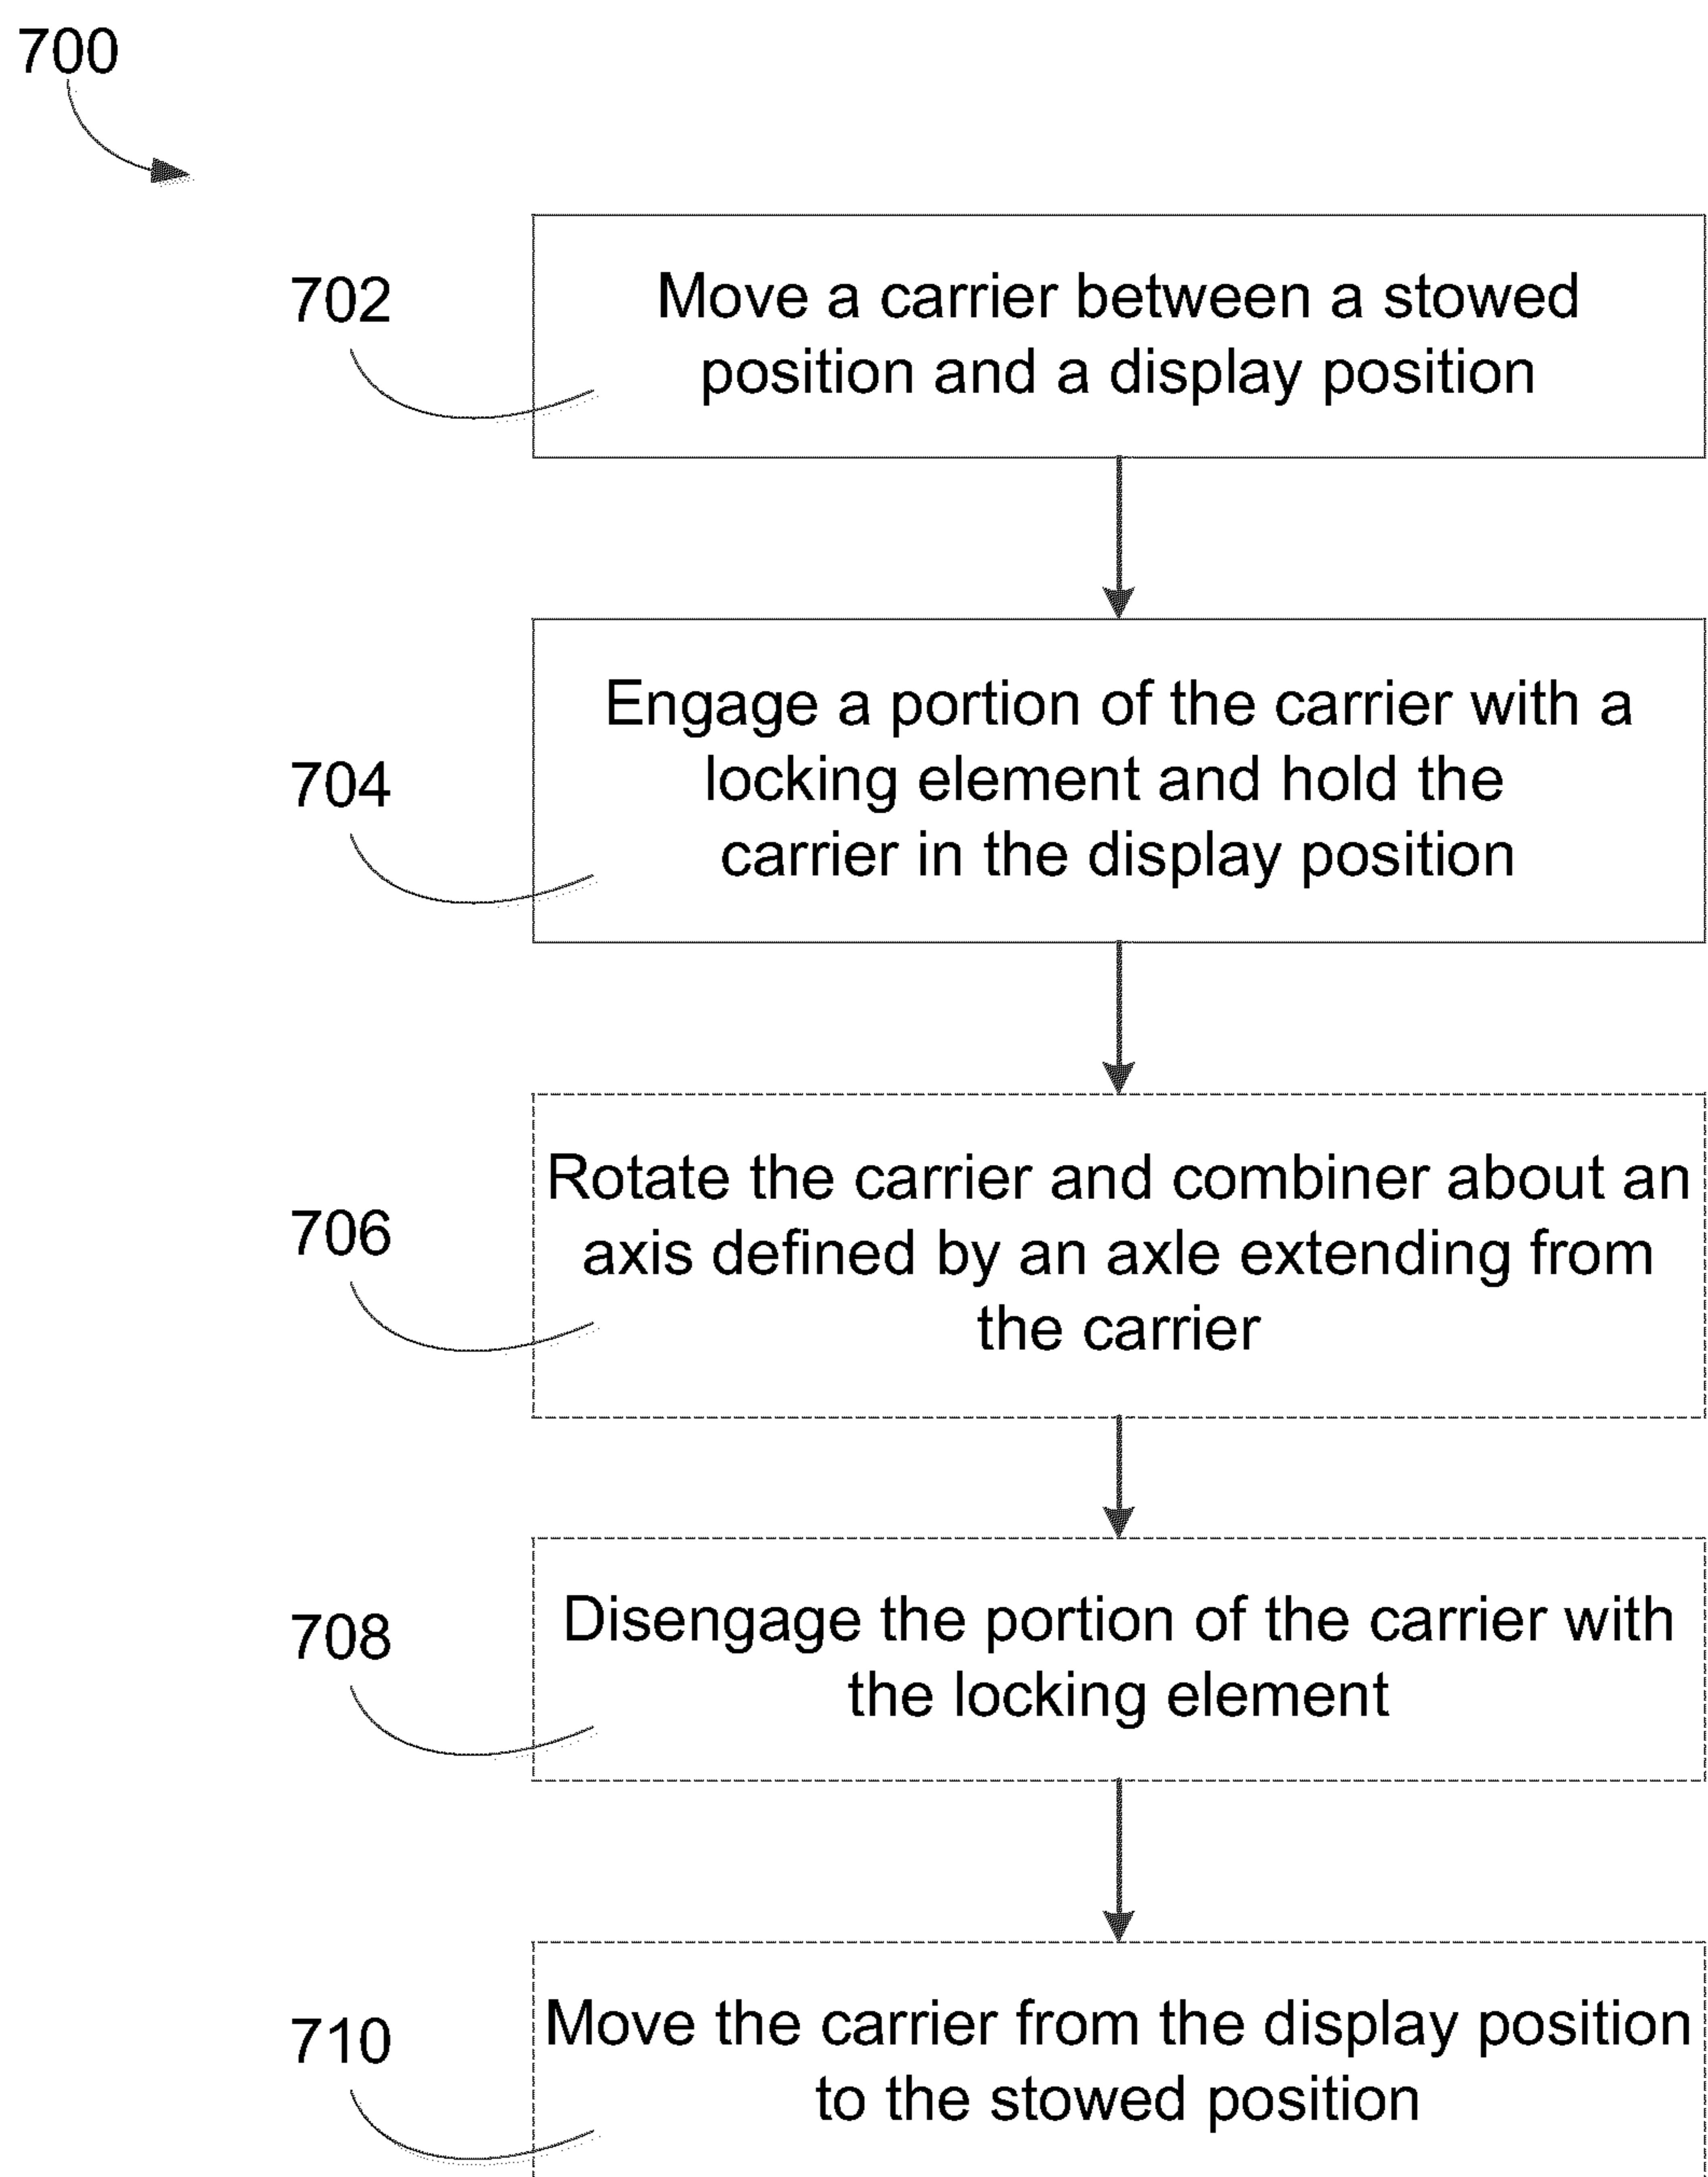 700
702
Move a carrier between a stowed
position and a display position
704
Engage a portion of the carrier with a
locking element and hold the
carrier in the display position
706
Rotate the carrier and combiner about an
axis defined by an axle extending from
the carrier
708
Disengage the portion of the carrier with
the locking element
710
Move the carrier from the display position
to the stowed position